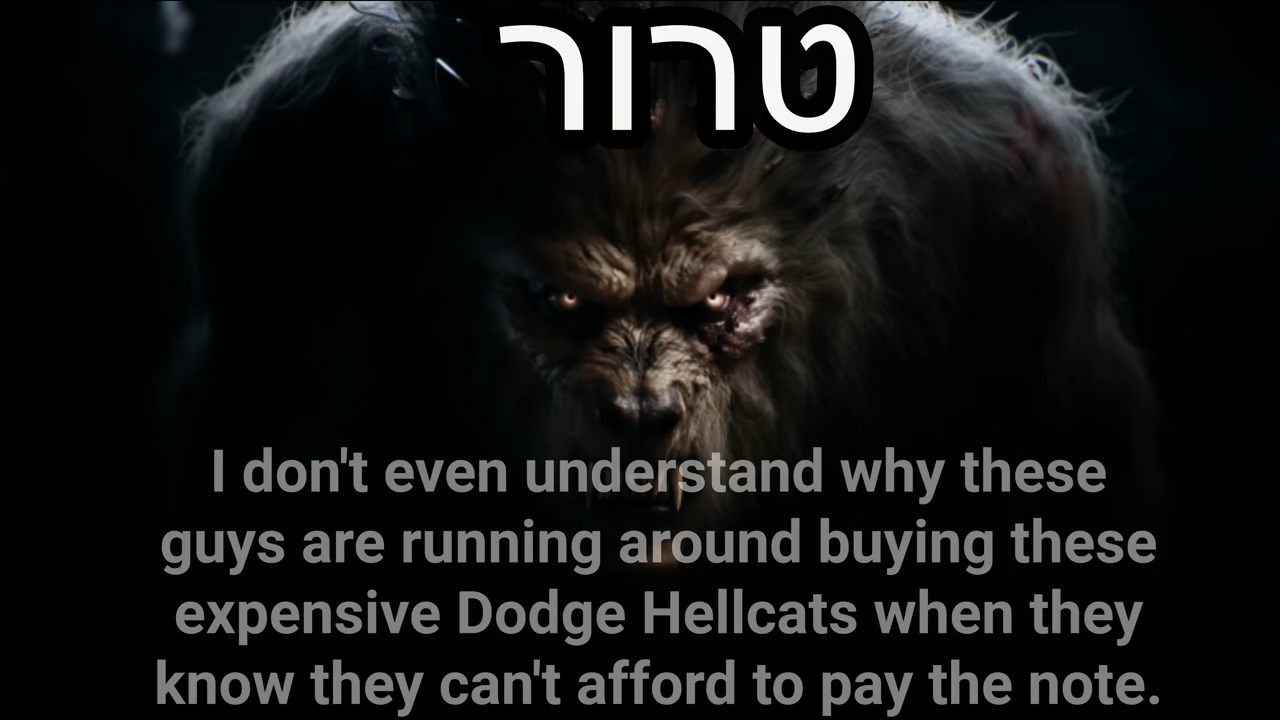 טרור
I don't even understand why these
guys are running around buying these
expensive Dodge Hellcats when they
know they can't afford to pay the note.